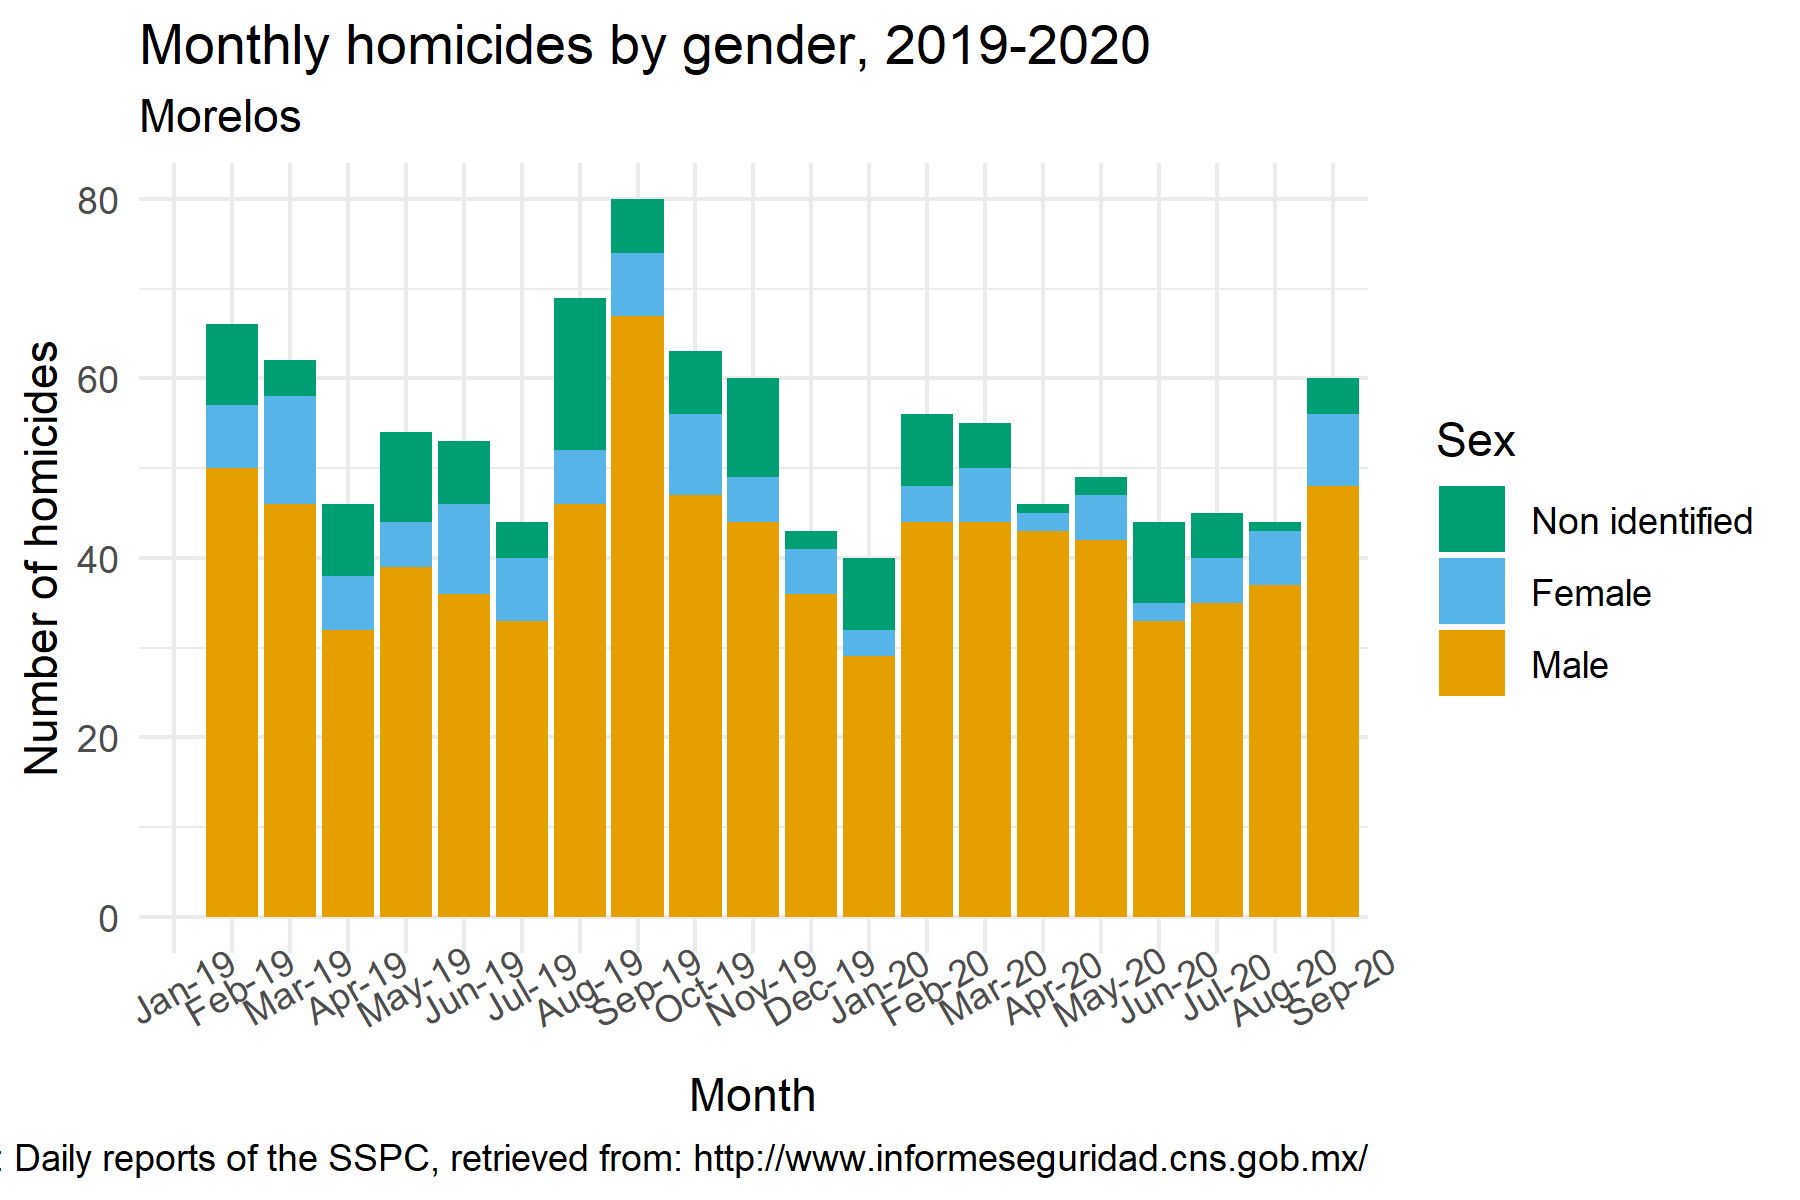 Monthly homicides by gender, 2019-2020
Morelos
Number of homicides
80
60
40
20
0
Jan-19
Feb-19
Mar-19
Apr-19
May-19
Jun-19
Jul-19
Aug-19
Sep-19
Oct-19
Nov-19
Dec-19
Jan-20
Feb-20
Mar-20
Apr-20
May-20
Jun-20
Jul-20
Aug-20
Sep-20
Month
Sex
Non identified
Female
Male
: Daily reports of the SSPC, retrieved from: http://www.informeseguridad.cns.gob.mx/